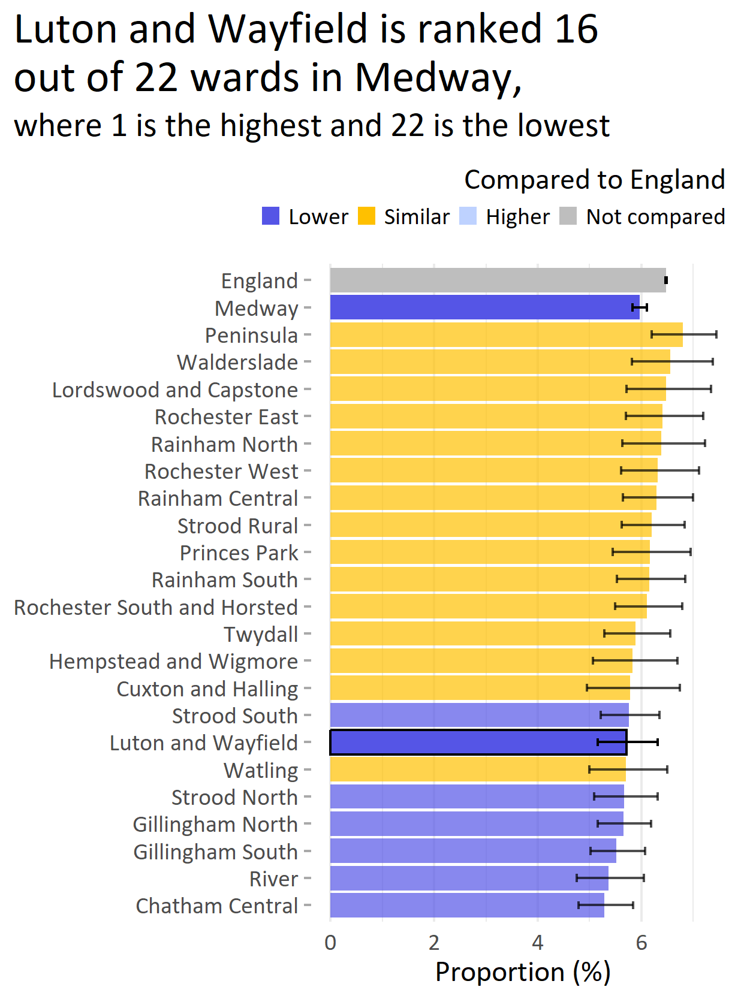 Luton and Wayfield is ranked 16
out of 22 wards in Medway,
where 1 is the highest and 22 is the lowest
Compared to England
Lower Similar Higher Not compared
England
Medway
Peninsula
Walderslade
Lordswood and Capstone
Rochester East
Rainham North
Rochester West
Rainham Central
Strood Rural
Princes Park
Rainham South
Rochester South and Horsted
Twydall
Hempstead and Wigmore
Cuxton and Halling
Strood South
Luton and Wayfield
Watling
Strood North
Gillingham North
Gillingham South
River
Chatham Central
0 2 4 6
Proportion (%)